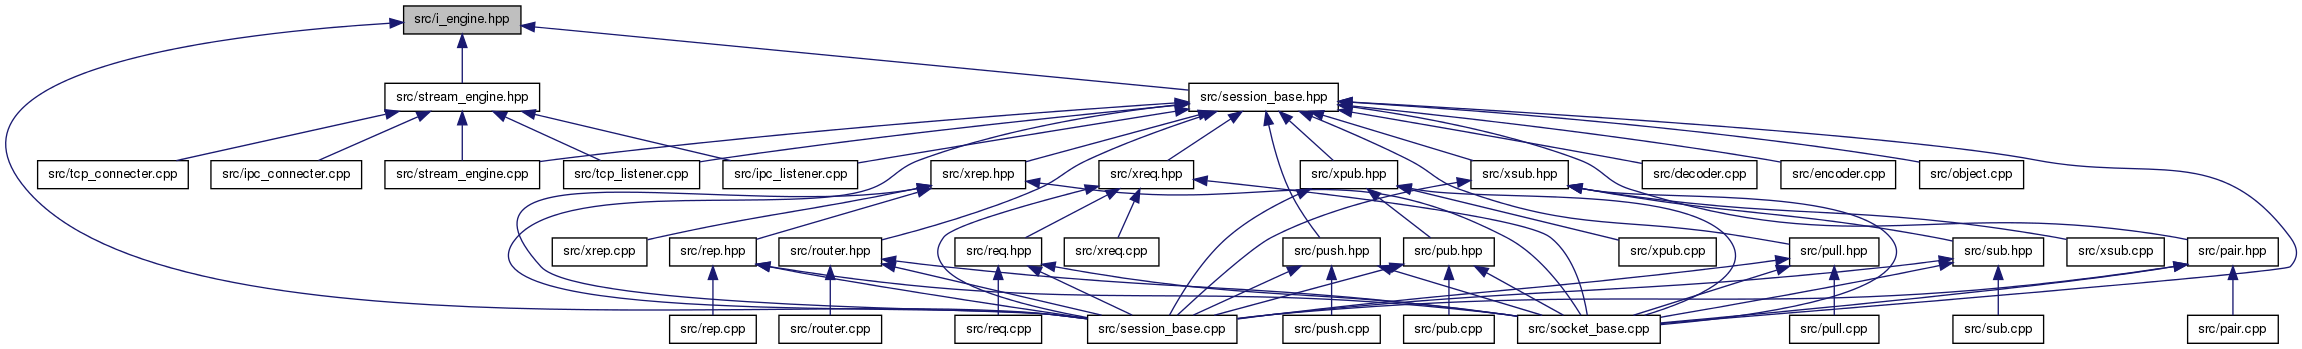 src/i_engine.hpp
src/stream_engine.hpp
src/session_base.hpp
src/tcp_connecter.cpp
src/ipc_connecter.cpp
src/stream_engine.cpp
src/tcp_listener.cpp
src/ipc_listener.cpp
src/xrep.hpp
src/xreq.hpp
src/xpub.hpp
src/xsub.hpp
src/decoder.cpp
src/encoder.cpp
src/object.cpp
src/xrep.cpp
src/rep.hpp
src/router.hpp
src/req.hpp
src/xreq.cpp
src/push.hpp
src/pub.hpp
src/xpub.cpp
src/pull.hpp
src/sub.hpp
src/xsub.cpp
src/pair.hpp
src/rep.cpp
src/router.cpp
src/req.cpp
src/session_base.cpp
src/push.cpp
src/pub.cpp
src/socket_base.cpp
src/pull.cpp
src/sub.cpp
src/pair.cpp